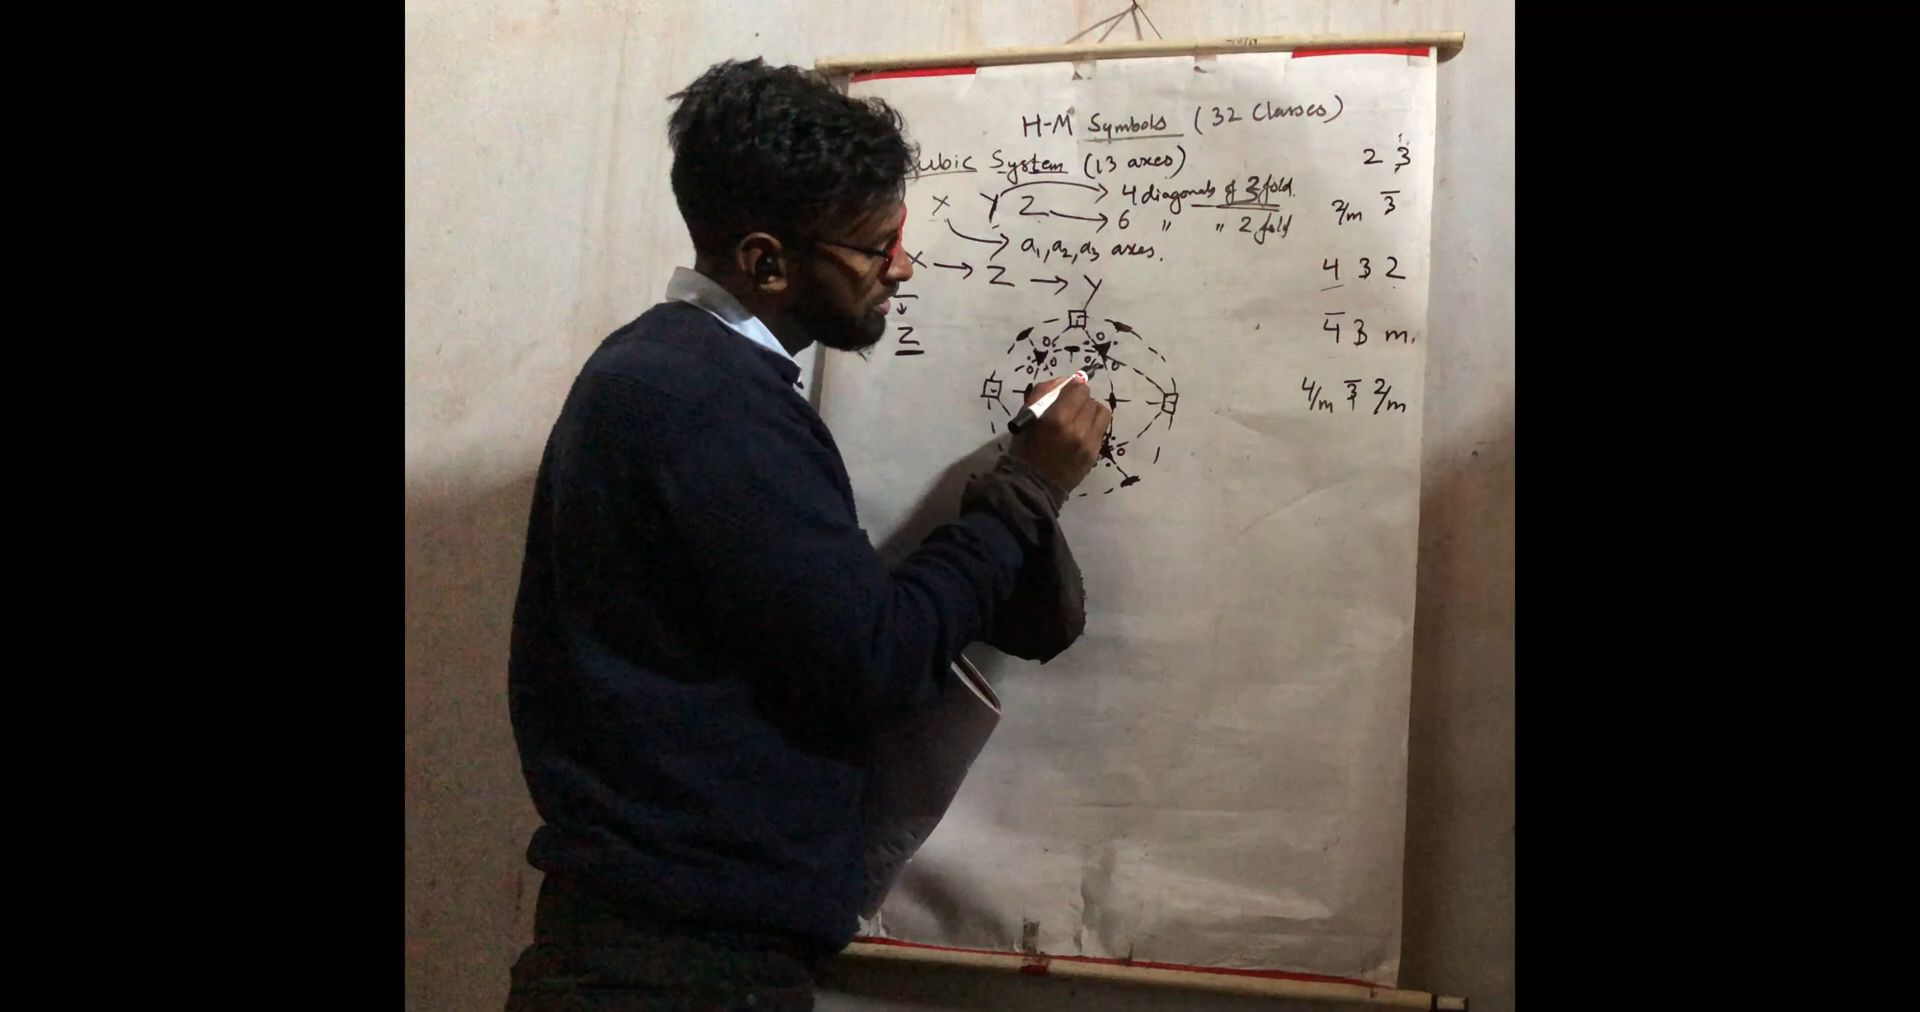 H-M Symbols (32 Classes)
ubic System (13 axes)
X Y Z → 4 diagonals of 3 fold.
→ 6 " " 2 fold
→ a₁, a₂, a₃ axes.
X → Z → Y
Z
2 3
2/m 3̅
4 3 2
4̅ 3 m.
4/m 3̅ 2/m